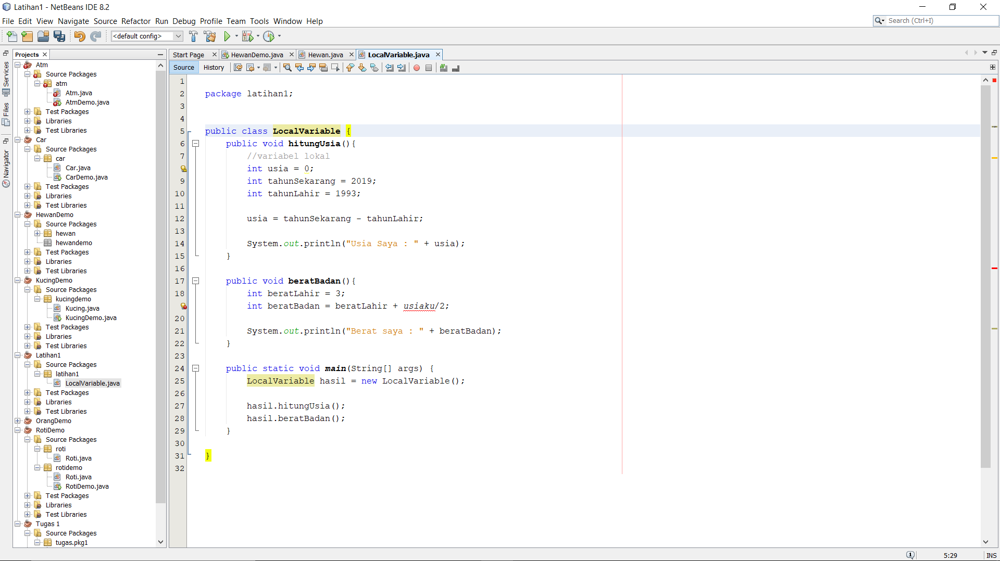 Latihan1 - NetBeans IDE 8.2
File Edit View Navigate Source Refactor Run Debug Profile Team Tools Window Help
Search (Ctrl+I)
<default config>
Services
Files
Navigator
Projects
Atm
Source Packages
atm
Atm.java
AtmDemo.java
Test Packages
Libraries
Test Libraries
Car
Source Packages
car
Car.java
CarDemo.java
Test Packages
Libraries
Test Libraries
HewanDemo
Source Packages
hewan
hewandemo
Test Packages
Libraries
Test Libraries
KucingDemo
Source Packages
kucingdemo
Kucing.java
KucingDemo.java
Test Packages
Libraries
Test Libraries
Latihan1
Source Packages
latihan1
LocalVariable.java
Test Packages
Libraries
Test Libraries
OrangDemo
RotiDemo
Source Packages
roti
Roti.java
rotidemo
Roti.java
RotiDemo.java
Test Packages
Libraries
Test Libraries
Tugas 1
Source Packages
tugas.pkg1
Start Page HewanDemo.java Hewan.java LocalVariable.java
Source History
1
2 package latihan1;
3
4
5 public class LocalVariable {
6 public void hitungUsia(){
7 //variabel lokal
int usia = 0;
9 int tahunSekarang = 2019;
10 int tahunLahir = 1993;
11
12 usia = tahunSekarang - tahunLahir;
13
14 System.out.println("Usia Saya : " + usia);
15 }
16
17 public void beratBadan(){
18 int beratLahir = 3;
int beratBadan = beratLahir + usiaku/2;
20
21 System.out.println("Berat saya : " + beratBadan);
22 }
23
24 public static void main(String[] args) {
25 LocalVariable hasil = new LocalVariable();
26
27 hasil.hitungUsia();
28 hasil.beratBadan();
29 }
30
31 }
32
1
5:29
INS